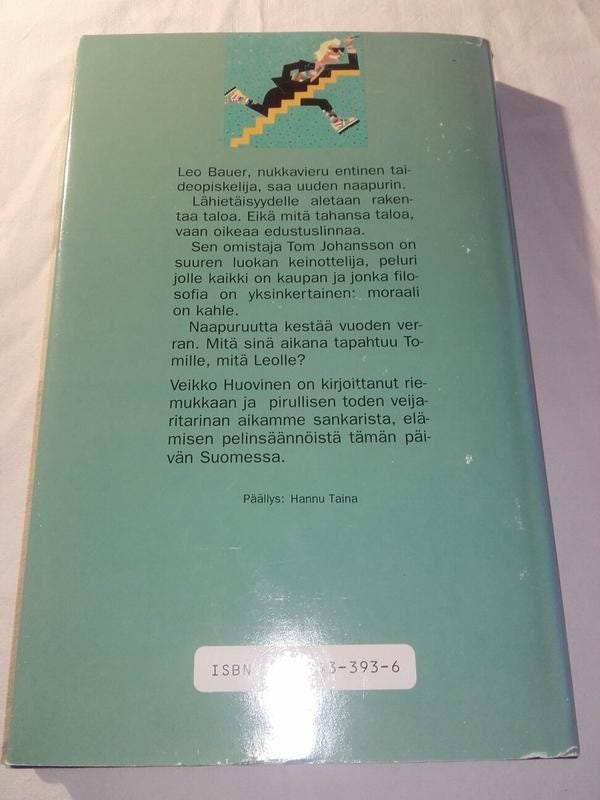 Leo Bauer, nukkavieru entinen tai-
deopiskelija, saa uuden naapurin.
Lähietäisyydelle aletaan raken-
taa taloa. Eikä mitä tahansa taloa,
vaan oikeaa edustuslinnaa.
Sen omistaja Tom Johansson on
suuren luokan keinottelija, peluri
jolle kaikki on kaupan ja jonka filo-
sofia on yksinkertainen: moraali
on kahle.
Naapuruutta kestää vuoden ver-
ran. Mitä sinä aikana tapahtuu To-
mille, mitä Leolle?
Veikko Huovinen on kirjoittanut rie-
mukkaan ja pirullisen toden veija-
ritarinan aikamme sankarista, elä-
misen pelinsäännöistä tämän päi-
vän Suomessa.
Päällys: Hannu Taina
ISBN 3-393-6